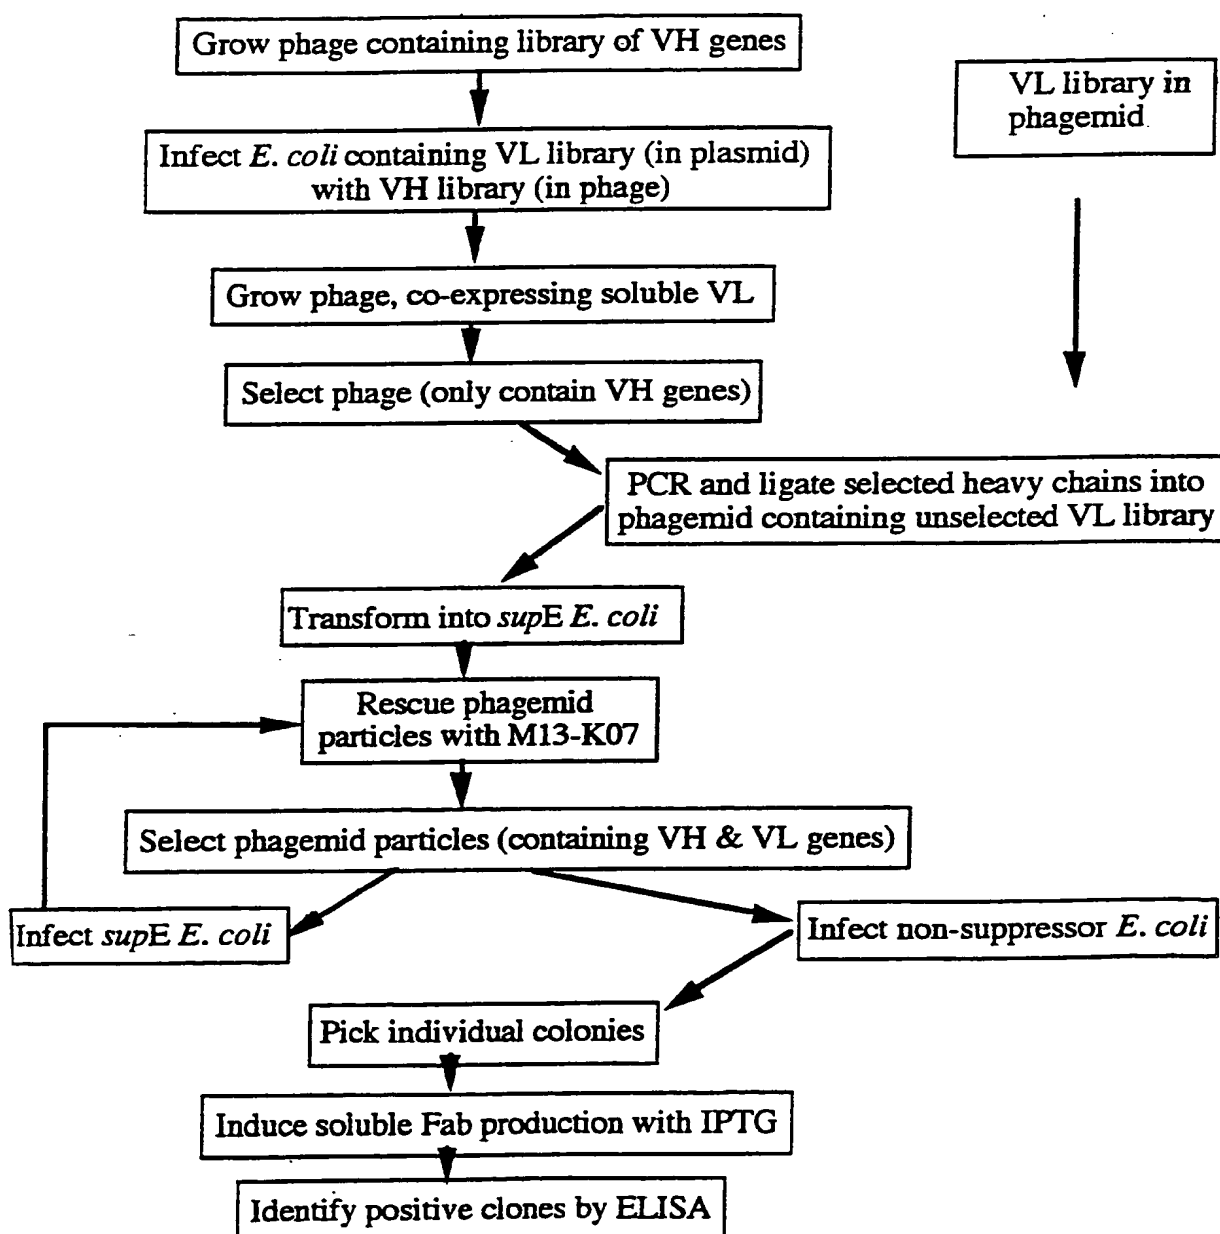 Grow phage containing library of VH genes
VL library in
phagemid
Infect E. coli containing VL library (in plasmid)
with VH library (in phage)
Grow phage, co-expressing soluble VL
Select phage (only contain VH genes)
PCR and ligate selected heavy chains into
phagemid containing unselected VL library
Transform into supE E. coli
Rescue phagemid
particles with M13-K07
Select phagemid particles (containing VH & VL genes)
Infect supE E. coli
Infect non-suppressor E. coli
Pick individual colonies
Induce soluble Fab production with IPTG
Identify positive clones by ELISA